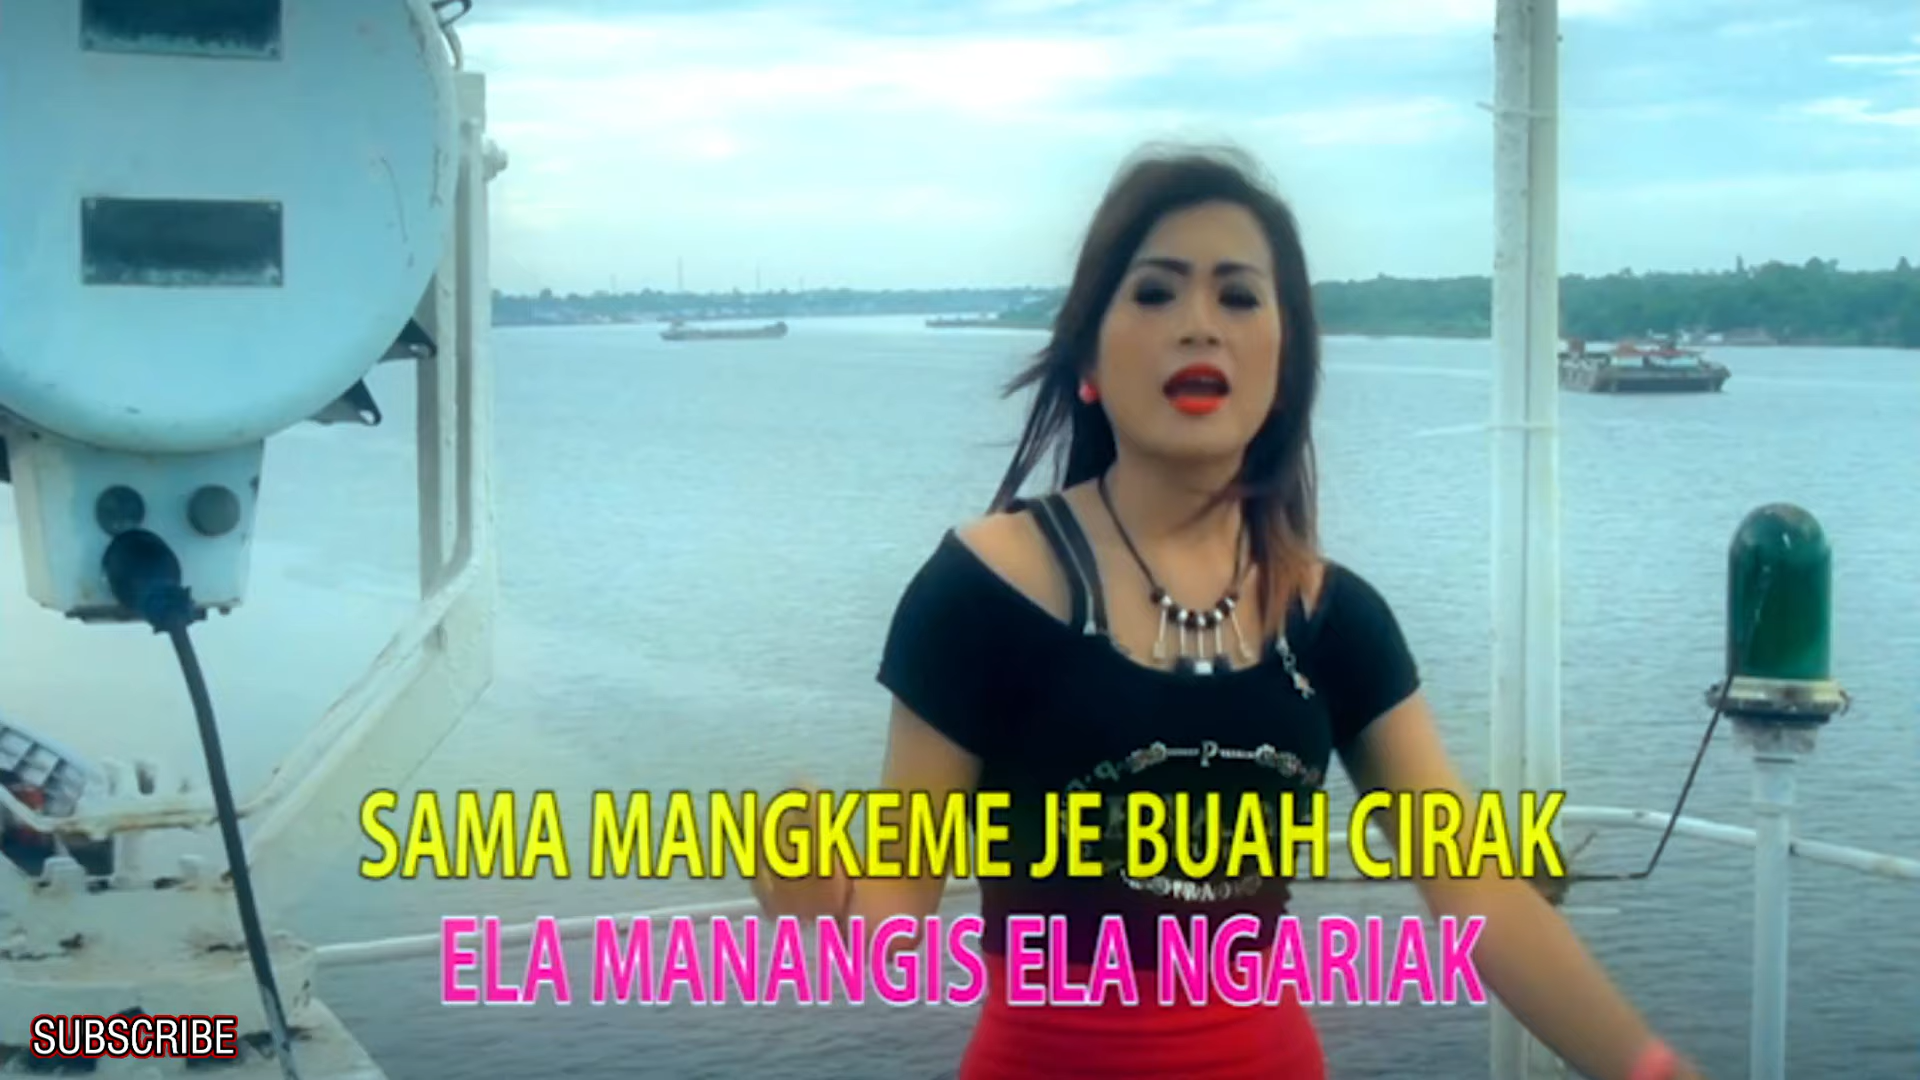 SAMA MANGKEME JE BUAH CIRAK
ELA MANANGIS ELA NGARIAK
SUBSCRIBE